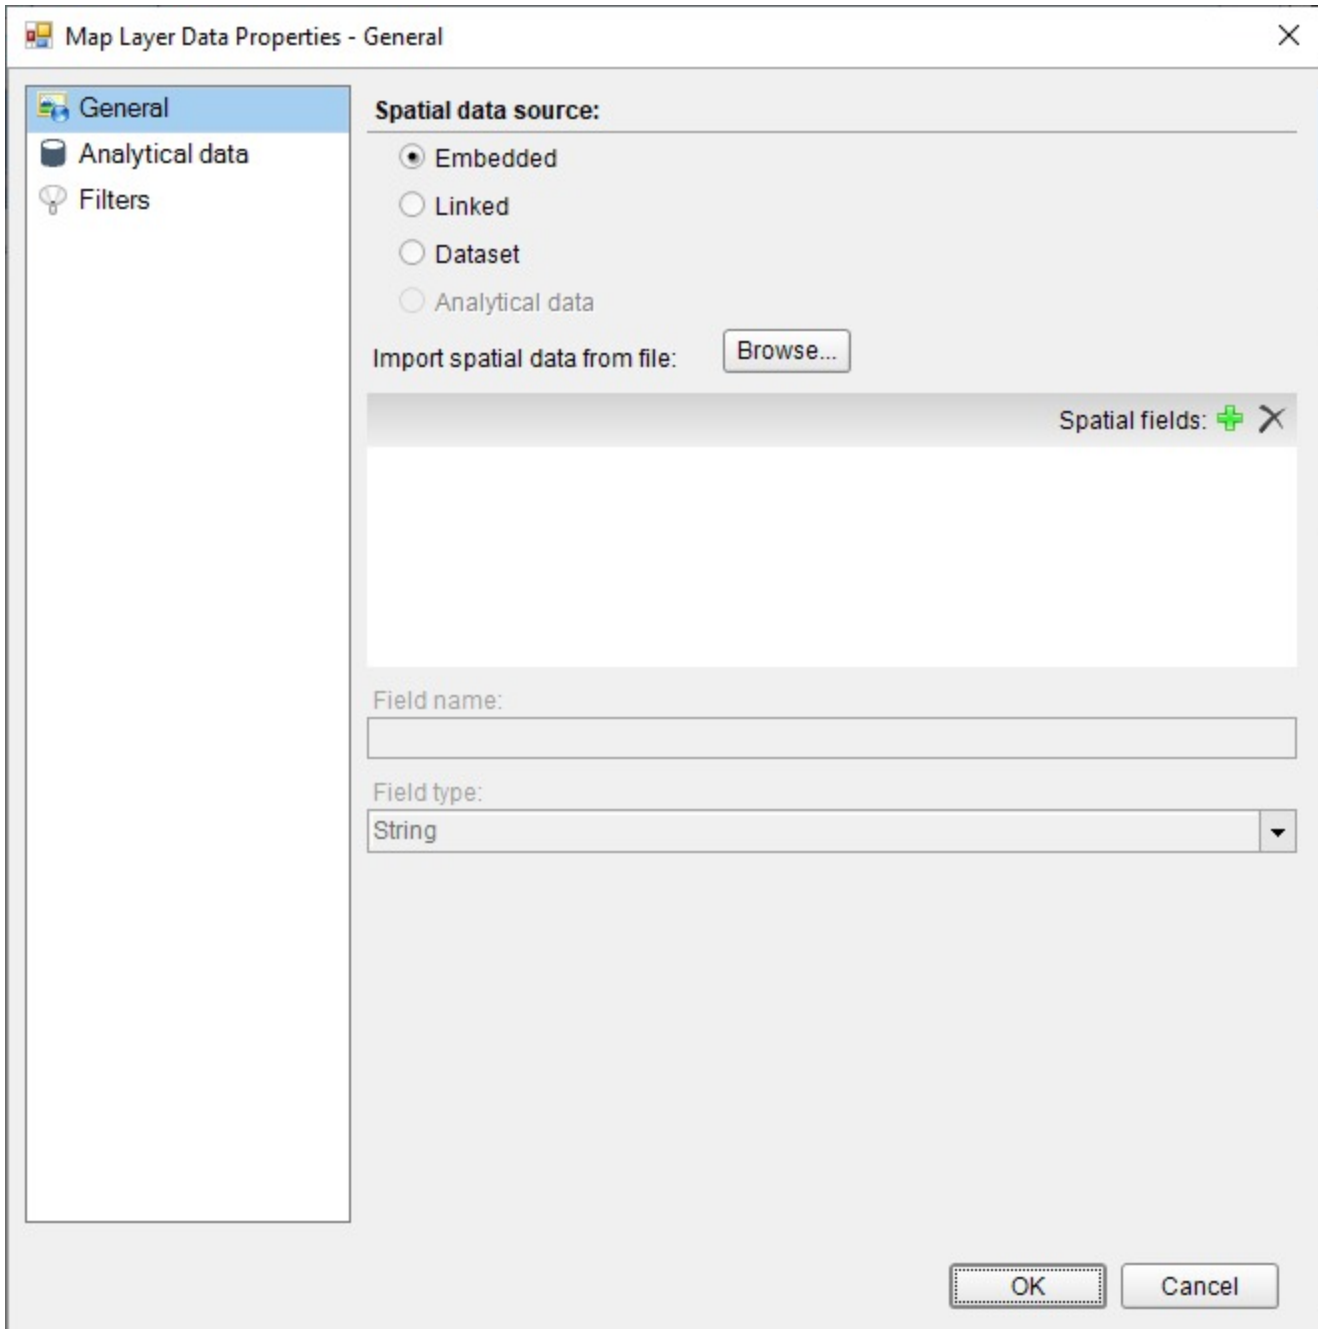 Map Layer Data Properties - General
General
Analytical data
Filters
Spatial data source:
Embedded
Linked
Dataset
Analytical data
Import spatial data from file:
Browse...
Spatial fields:
Field name:
Field type:
String
OK
Cancel